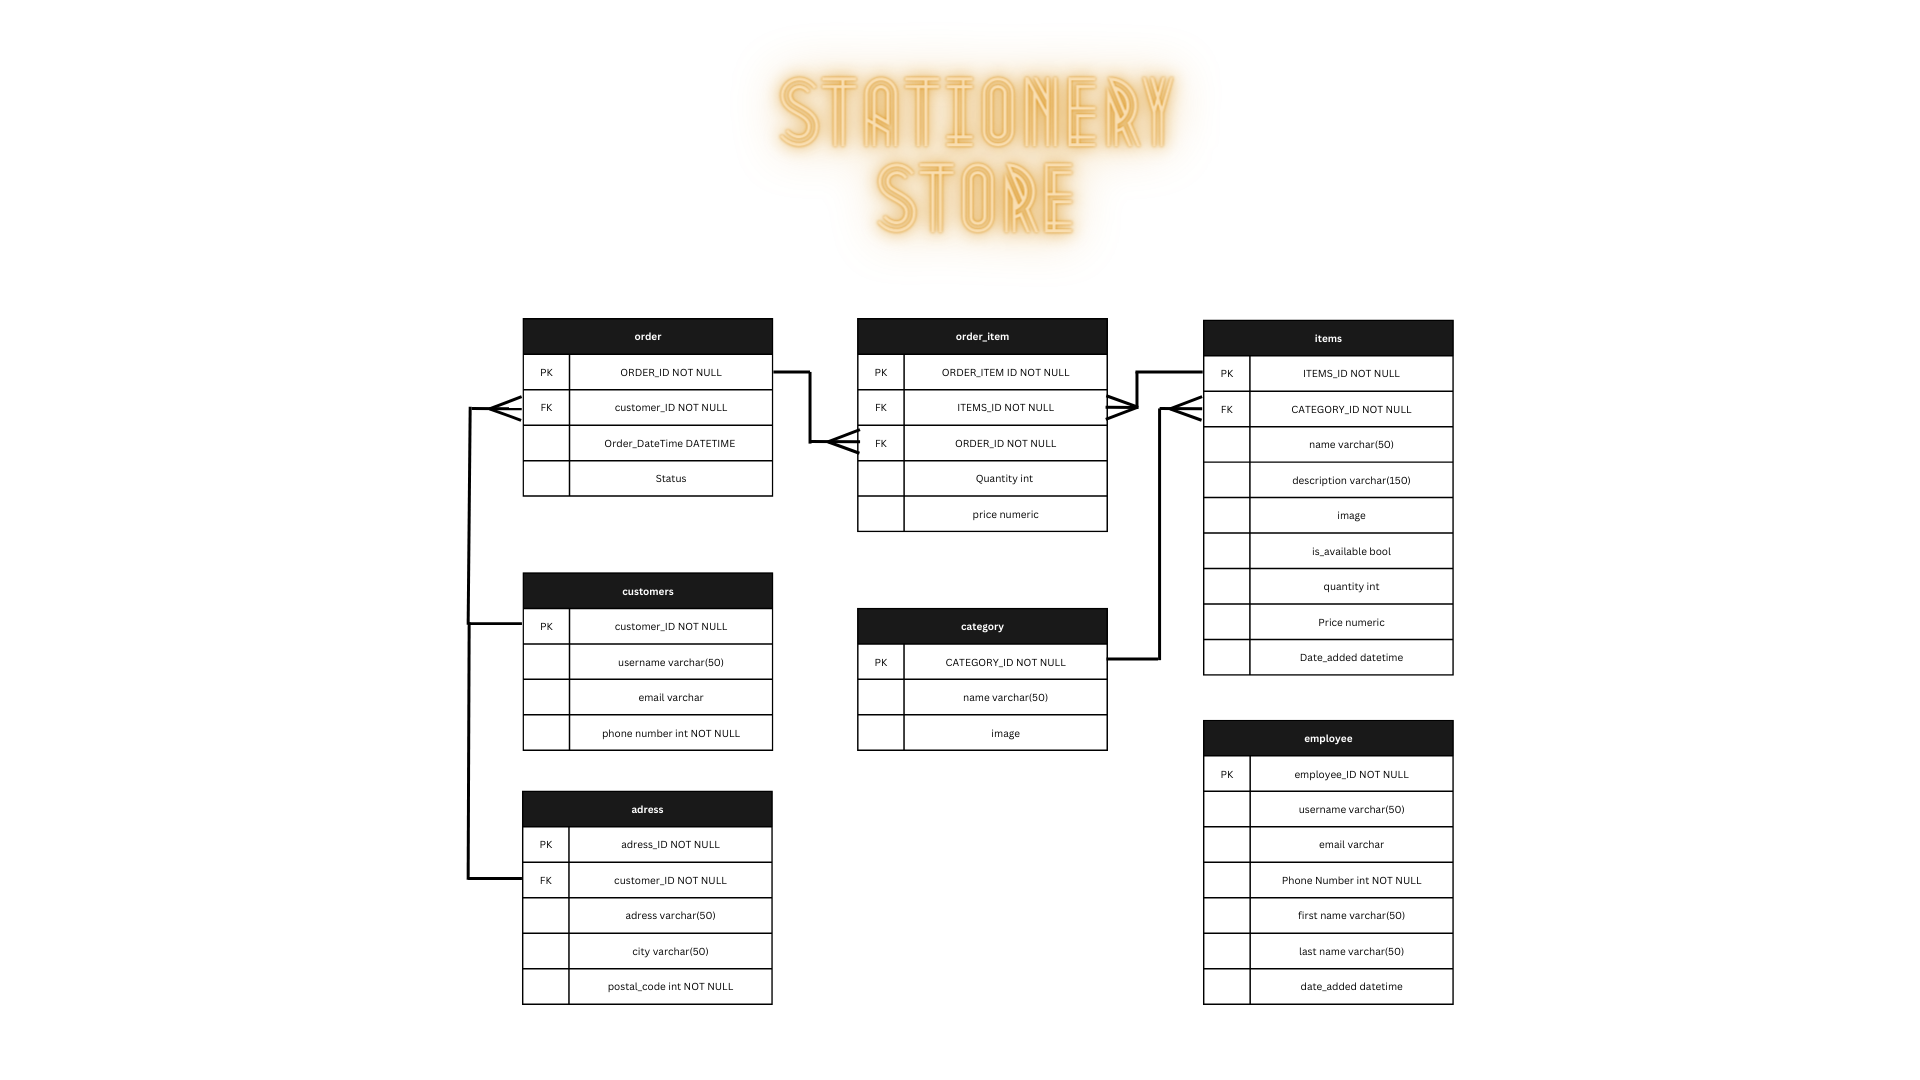 STATIONERY
STORE
order
PK ORDER_ID NOT NULL
FK customer_ID NOT NULL
Order_DateTime DATETIME
Status
order_item
PK ORDER_ITEM ID NOT NULL
FK ITEMS_ID NOT NULL
FK ORDER_ID NOT NULL
Quantity int
price numeric
items
PK ITEMS_ID NOT NULL
FK CATEGORY_ID NOT NULL
name varchar(50)
description varchar(150)
image
is_available bool
quantity int
Price numeric
Date_added datetime
customers
PK customer_ID NOT NULL
username varchar(50)
email varchar
phone number int NOT NULL
category
PK CATEGORY_ID NOT NULL
name varchar(50)
image
adress
PK adress_ID NOT NULL
FK customer_ID NOT NULL
adress varchar(50)
city varchar(50)
postal_code int NOT NULL
employee
PK employee_ID NOT NULL
username varchar(50)
email varchar
Phone Number int NOT NULL
first name varchar(50)
last name varchar(50)
date_added datetime